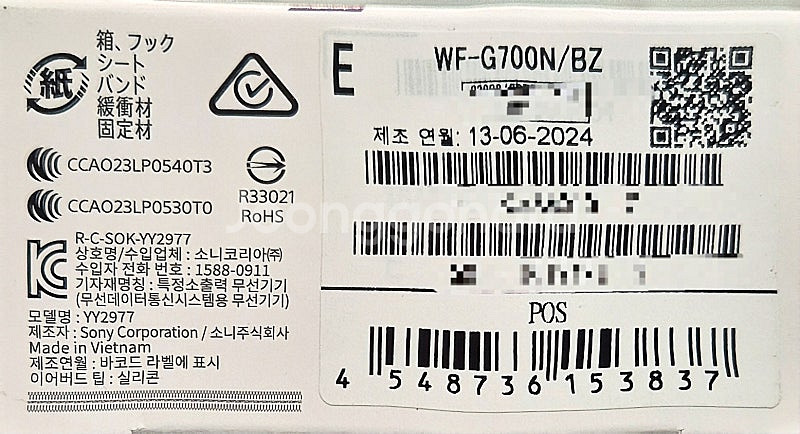 箱、フック
シート
バンド
緩衝材
固定材
紙
CCAO23LP0540T3
CCAO23LP0530T0
R33021
RoHS
R-C-SOK-YY2977
상호명/수입업체 : 소니코리아㈜
수입자 전화 번호 : 1588-0911
기자재명칭 : 특정소출력 무선기기
(무선데이터통신시스템용 무선기기)
모델명 : YY2977
제조자 : Sony Corporation / 소니주식회사
Made in Vietnam
제조연월 : 바코드 라벨에 표시
이어버드 팁 : 실리콘
E
WF-G700N/BZ
제조 연월: 13-06-2024
POS
4 548736 153837